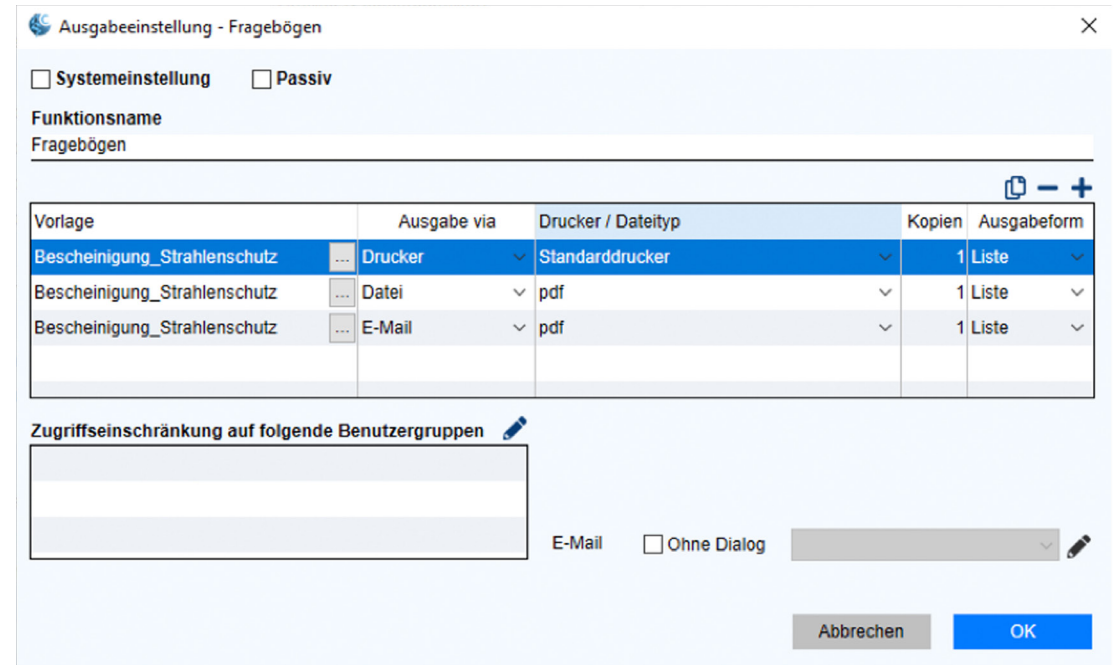 Ausgabeeinstellung - Fragebögen
Systemeinstellung Passiv
Funktionsname
Fragebögen
Vorlage Ausgabe via Drucker / Dateityp Kopien Ausgabeform
Bescheinigung_Strahlenschutz ... Drucker Standarddrucker 1 Liste
Bescheinigung_Strahlenschutz ... Datei pdf 1 Liste
Bescheinigung_Strahlenschutz ... E-Mail pdf 1 Liste
Zugriffseinschränkung auf folgende Benutzergruppen
E-Mail Ohne Dialog
Abbrechen OK